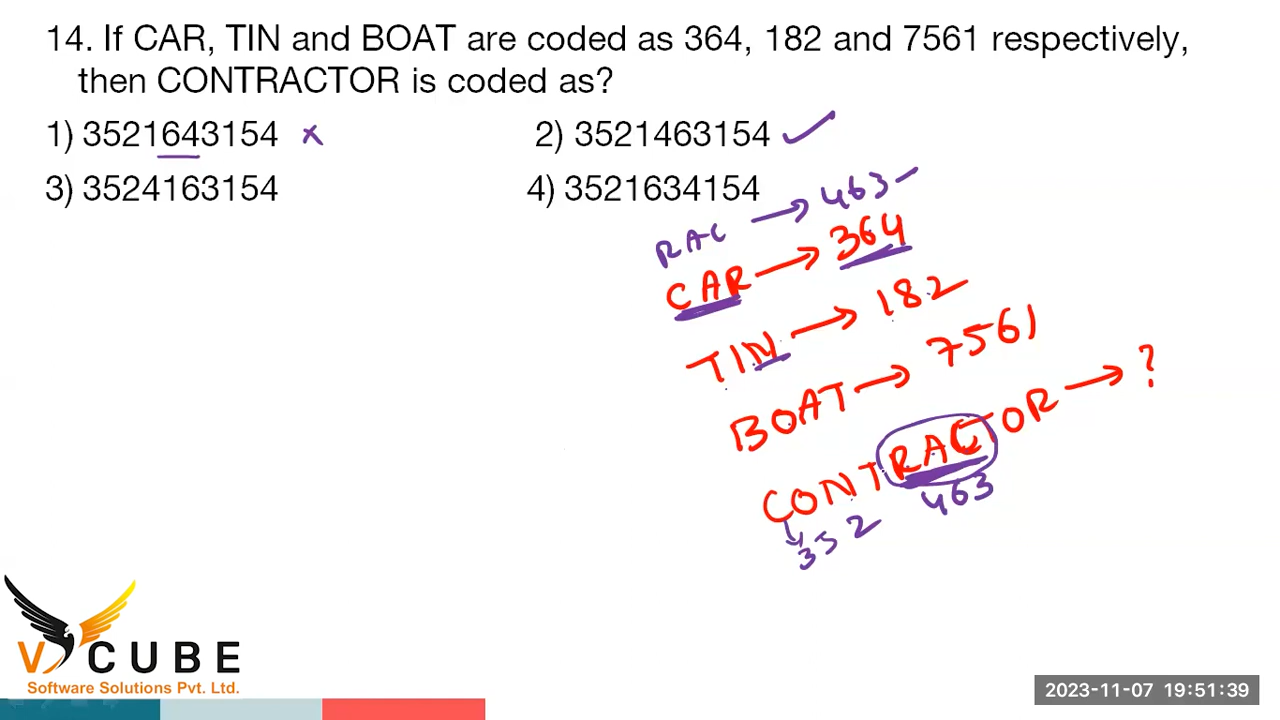 14. If CAR, TIN and BOAT are coded as 364, 182 and 7561 respectively,
then CONTRACTOR is coded as?
1) 3521643154 x
2) 3521463154 ✓
3) 3524163154
4) 3521634154
RAC → 463
CAR → 364
TIN → 182
BOAT → 7561
CONTRACTOR → ?
352 463
V CUBE
Software Solutions Pvt. Ltd.
2023-11-07 19:51:39